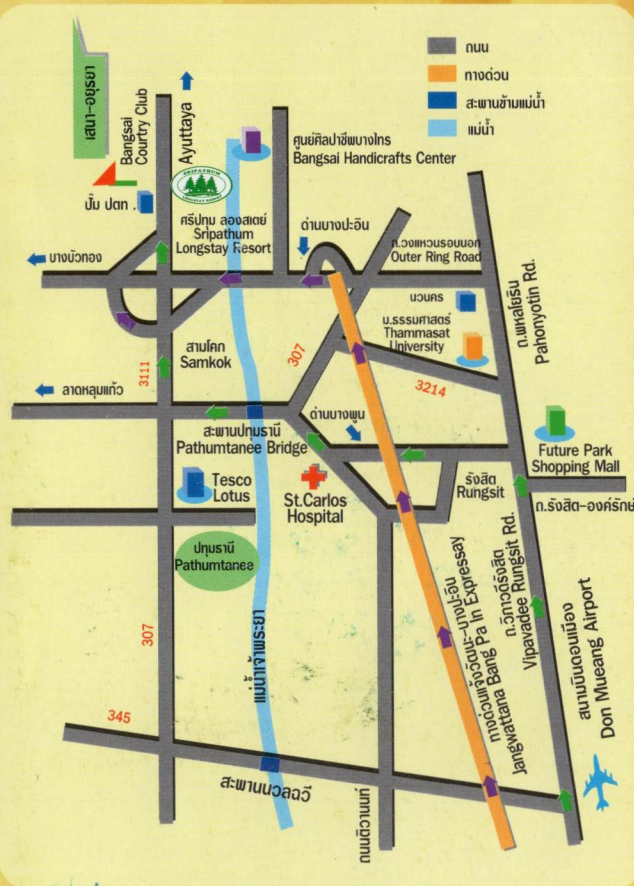 ถนน
ทางด่วน
สะพานข้ามแม่น้ำ
แม่น้ำ
เสนา-อยุธยา
Bangsai
Courtry Club
Ayuttaya
ปั๊ม ปตท .
SRIPATHUM
ศูนย์ศิลปาชีพบางไทร
Bangsai Handicrafts Center
ศรีปทุม ลองสเตย์
Sripathum
Longstay Resort
ด่านบางปะอิน
ถ.วงแหวนรอบนอก
Outer Ring Road
บางบัวทอง
นวนคร
ม.ธรรมศาสตร์
Thammasat
University
ถ.พหลโยธิน
Pahonyotin Rd.
สามโคก
Samkok
3111
307
3214
ลาดหลุมแก้ว
สะพานปทุมธานี
Pathumtanee Bridge
ด่านบางพูน
Future Park
Shopping Mall
Tesco
Lotus
St.Carlos
Hospital
รังสิต
Rungsit
ถ.รังสิต-องค์รักษ์
ปทุมธานี
Pathumtanee
แม่น้ำเจ้าพระยา
ทางด่วนแจ้งวัฒนะ-บางปะอิน
Jangwattana Bang Pa In Expressay
ถ.วิภาวดีรังสิต
Vipavadee Rungsit Rd.
สนามบินดอนเมือง
Don Mueang Airport
307
345
สะพานนวลฉวี
ถนนติวานนท์